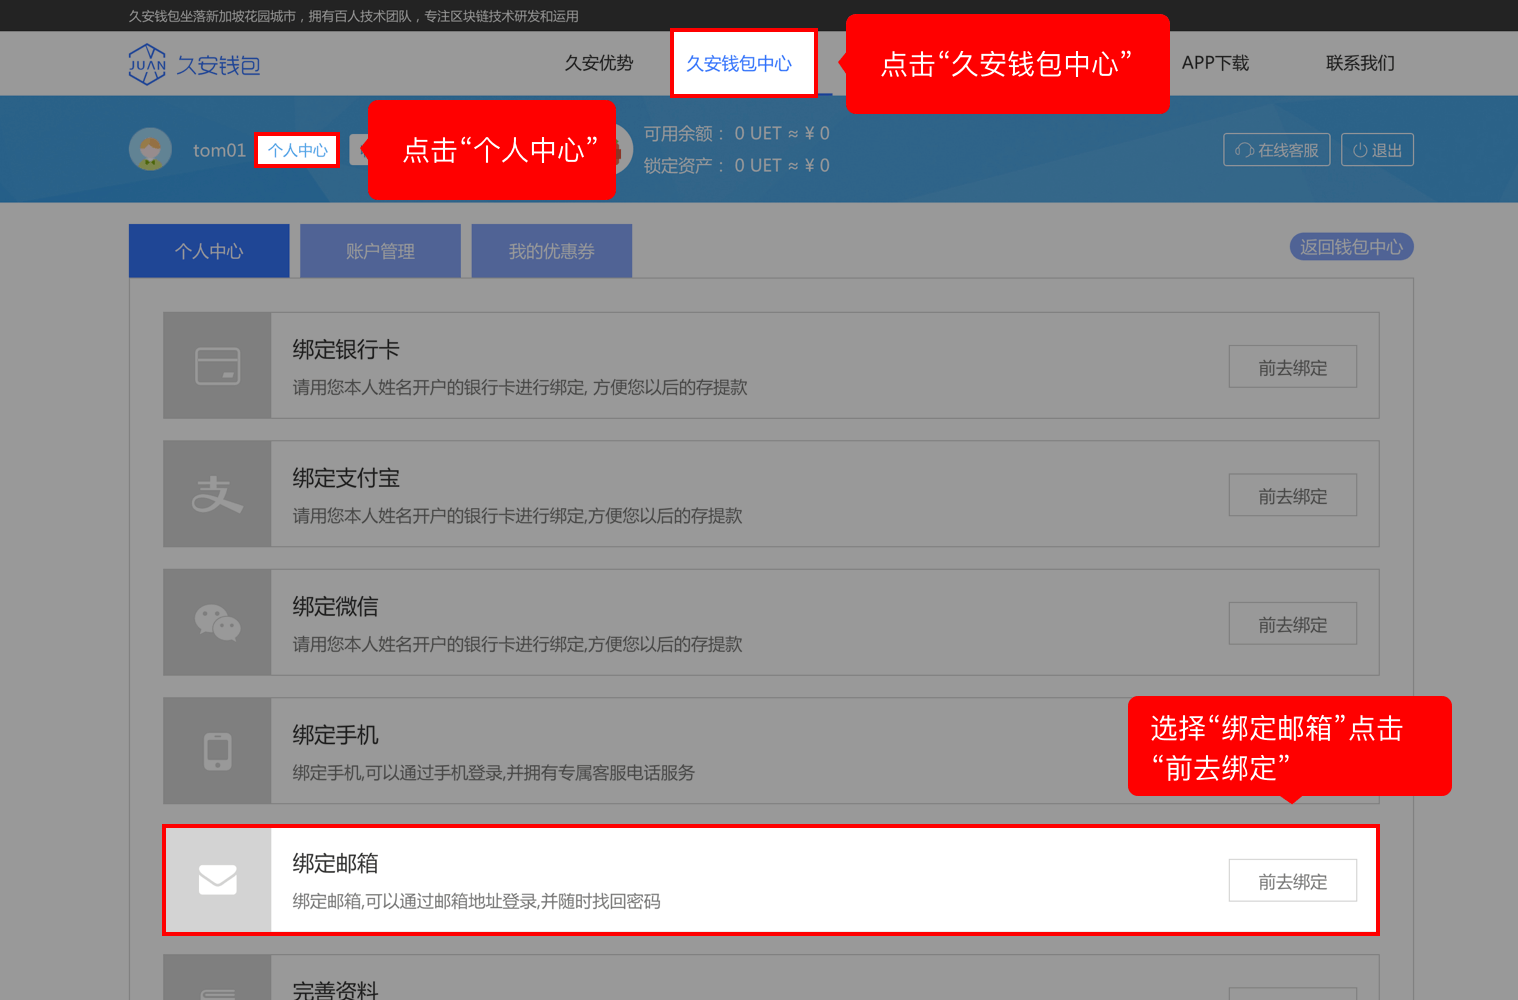 久安钱包坐落新加坡花园城市，拥有百人技术团队，专注区块链技术研发和运用
JUAN 久安钱包
久安优势
久安钱包中心
点击“久安钱包中心”
APP下载
联系我们
tom01
个人中心
点击“个人中心”
可用余额： 0 UET ≈ ¥ 0
锁定资产： 0 UET ≈ ¥ 0
在线客服
退出
个人中心
账户管理
我的优惠券
返回钱包中心
绑定银行卡
请用您本人姓名开户的银行卡进行绑定, 方便您以后的存提款
前去绑定
绑定支付宝
请用您本人姓名开户的银行卡进行绑定,方便您以后的存提款
前去绑定
绑定微信
请用您本人姓名开户的银行卡进行绑定,方便您以后的存提款
前去绑定
绑定手机
绑定手机,可以通过手机登录,并拥有专属客服电话服务
选择“绑定邮箱”点击
“前去绑定”
绑定邮箱
绑定邮箱,可以通过邮箱地址登录,并随时找回密码
前去绑定
完善资料